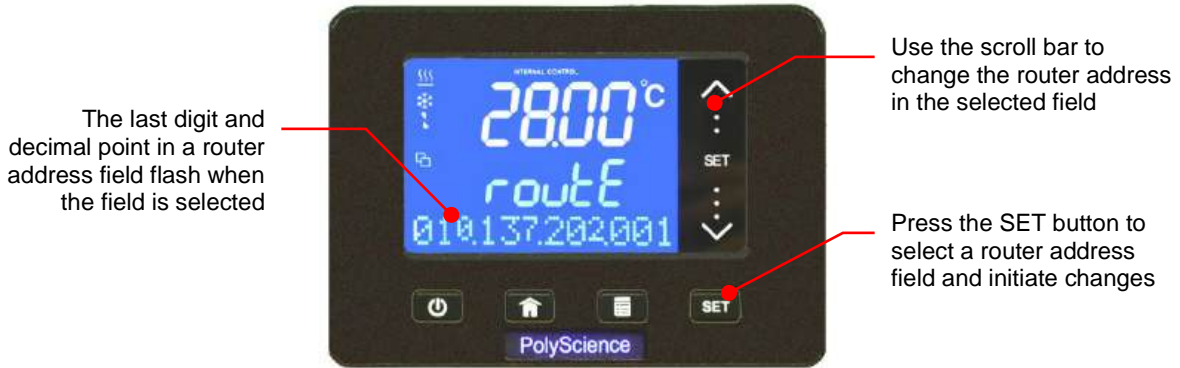 The last digit and
decimal point in a router
address field flash when
the field is selected
INTERNAL CONTROL
28.00°C
routE
010.137.202.001
SET
SET
PolyScience
Use the scroll bar to
change the router address
in the selected field
Press the SET button to
select a router address
field and initiate changes